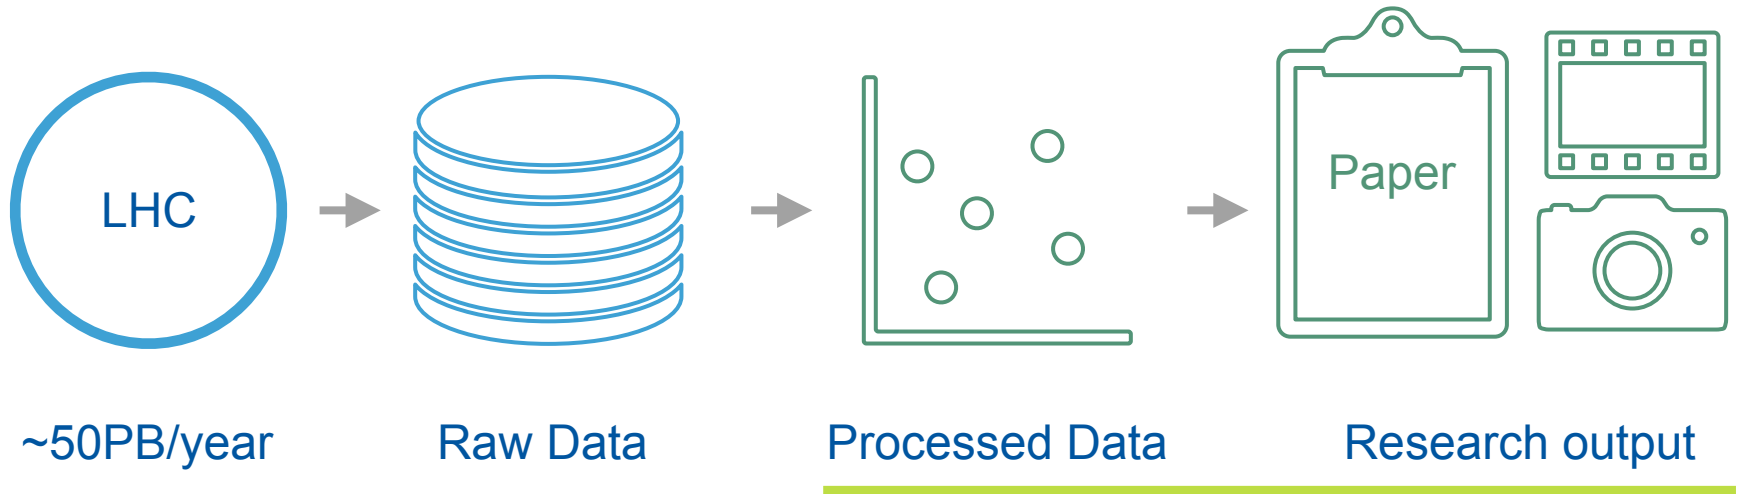 LHC
Paper
~50PB/year
Raw Data
Processed Data
Research output